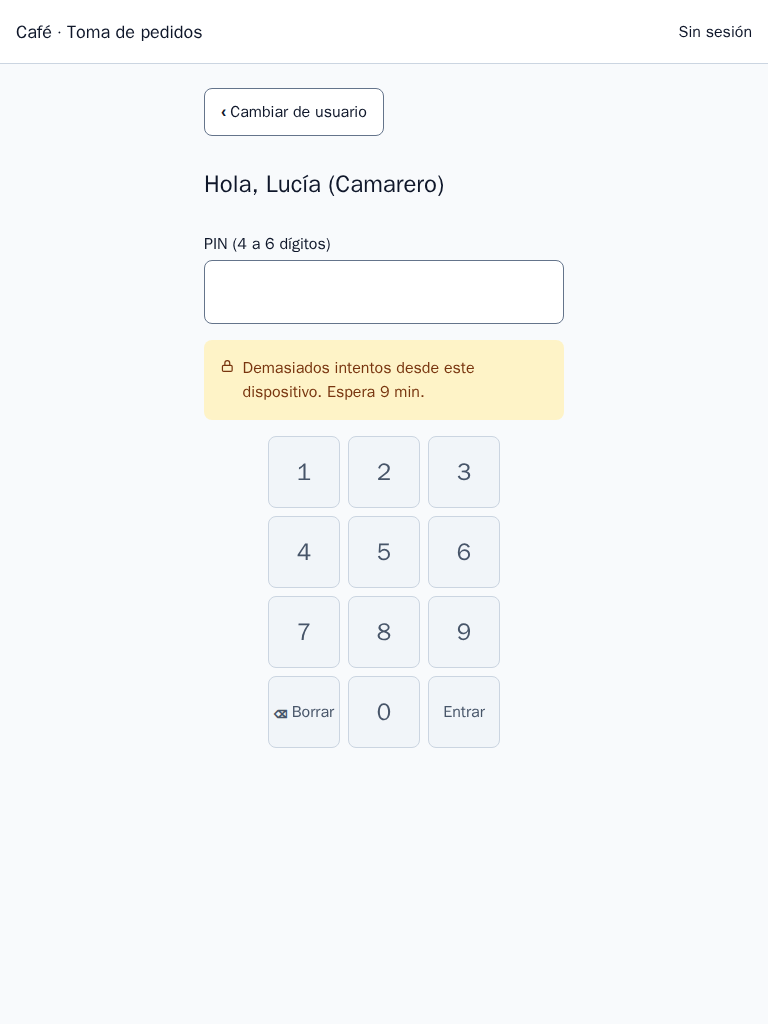 Café · Toma de pedidos
Sin sesión
‹ Cambiar de usuario
Hola, Lucía (Camarero)
PIN (4 a 6 dígitos)
Demasiados intentos desde este
dispositivo. Espera 9 min.
1 2 3
4 5 6
7 8 9
⌫ Borrar 0 Entrar